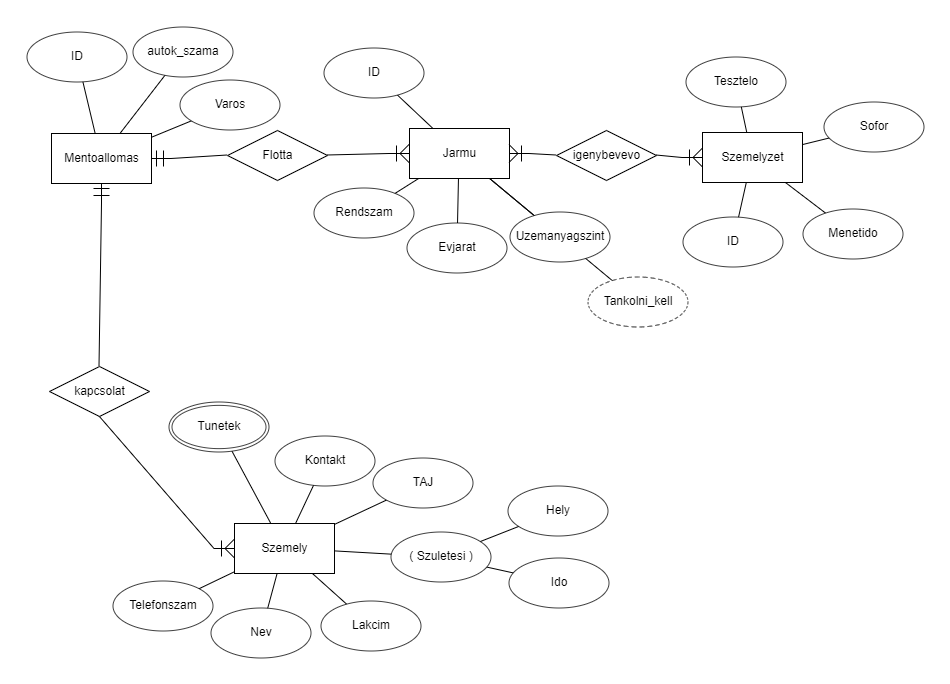 ID
autok_szama
Varos
Mentoallomas
Flotta
ID
Jarmu
Rendszam
Evjarat
Uzemanyagszint
Tankolni_kell
igenybevevo
Tesztelo
Sofor
Szemelyzet
ID
Menetido
kapcsolat
Tunetek
Kontakt
TAJ
Szemely
( Szuletesi )
Hely
Ido
Telefonszam
Nev
Lakcim